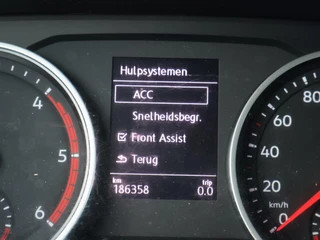 Hulpsystemen
ACC
Snelheidsbegr.
Front Assist
Terug
km trip
186358 0.0
4
5
6
80
60
40
20
0 km/h